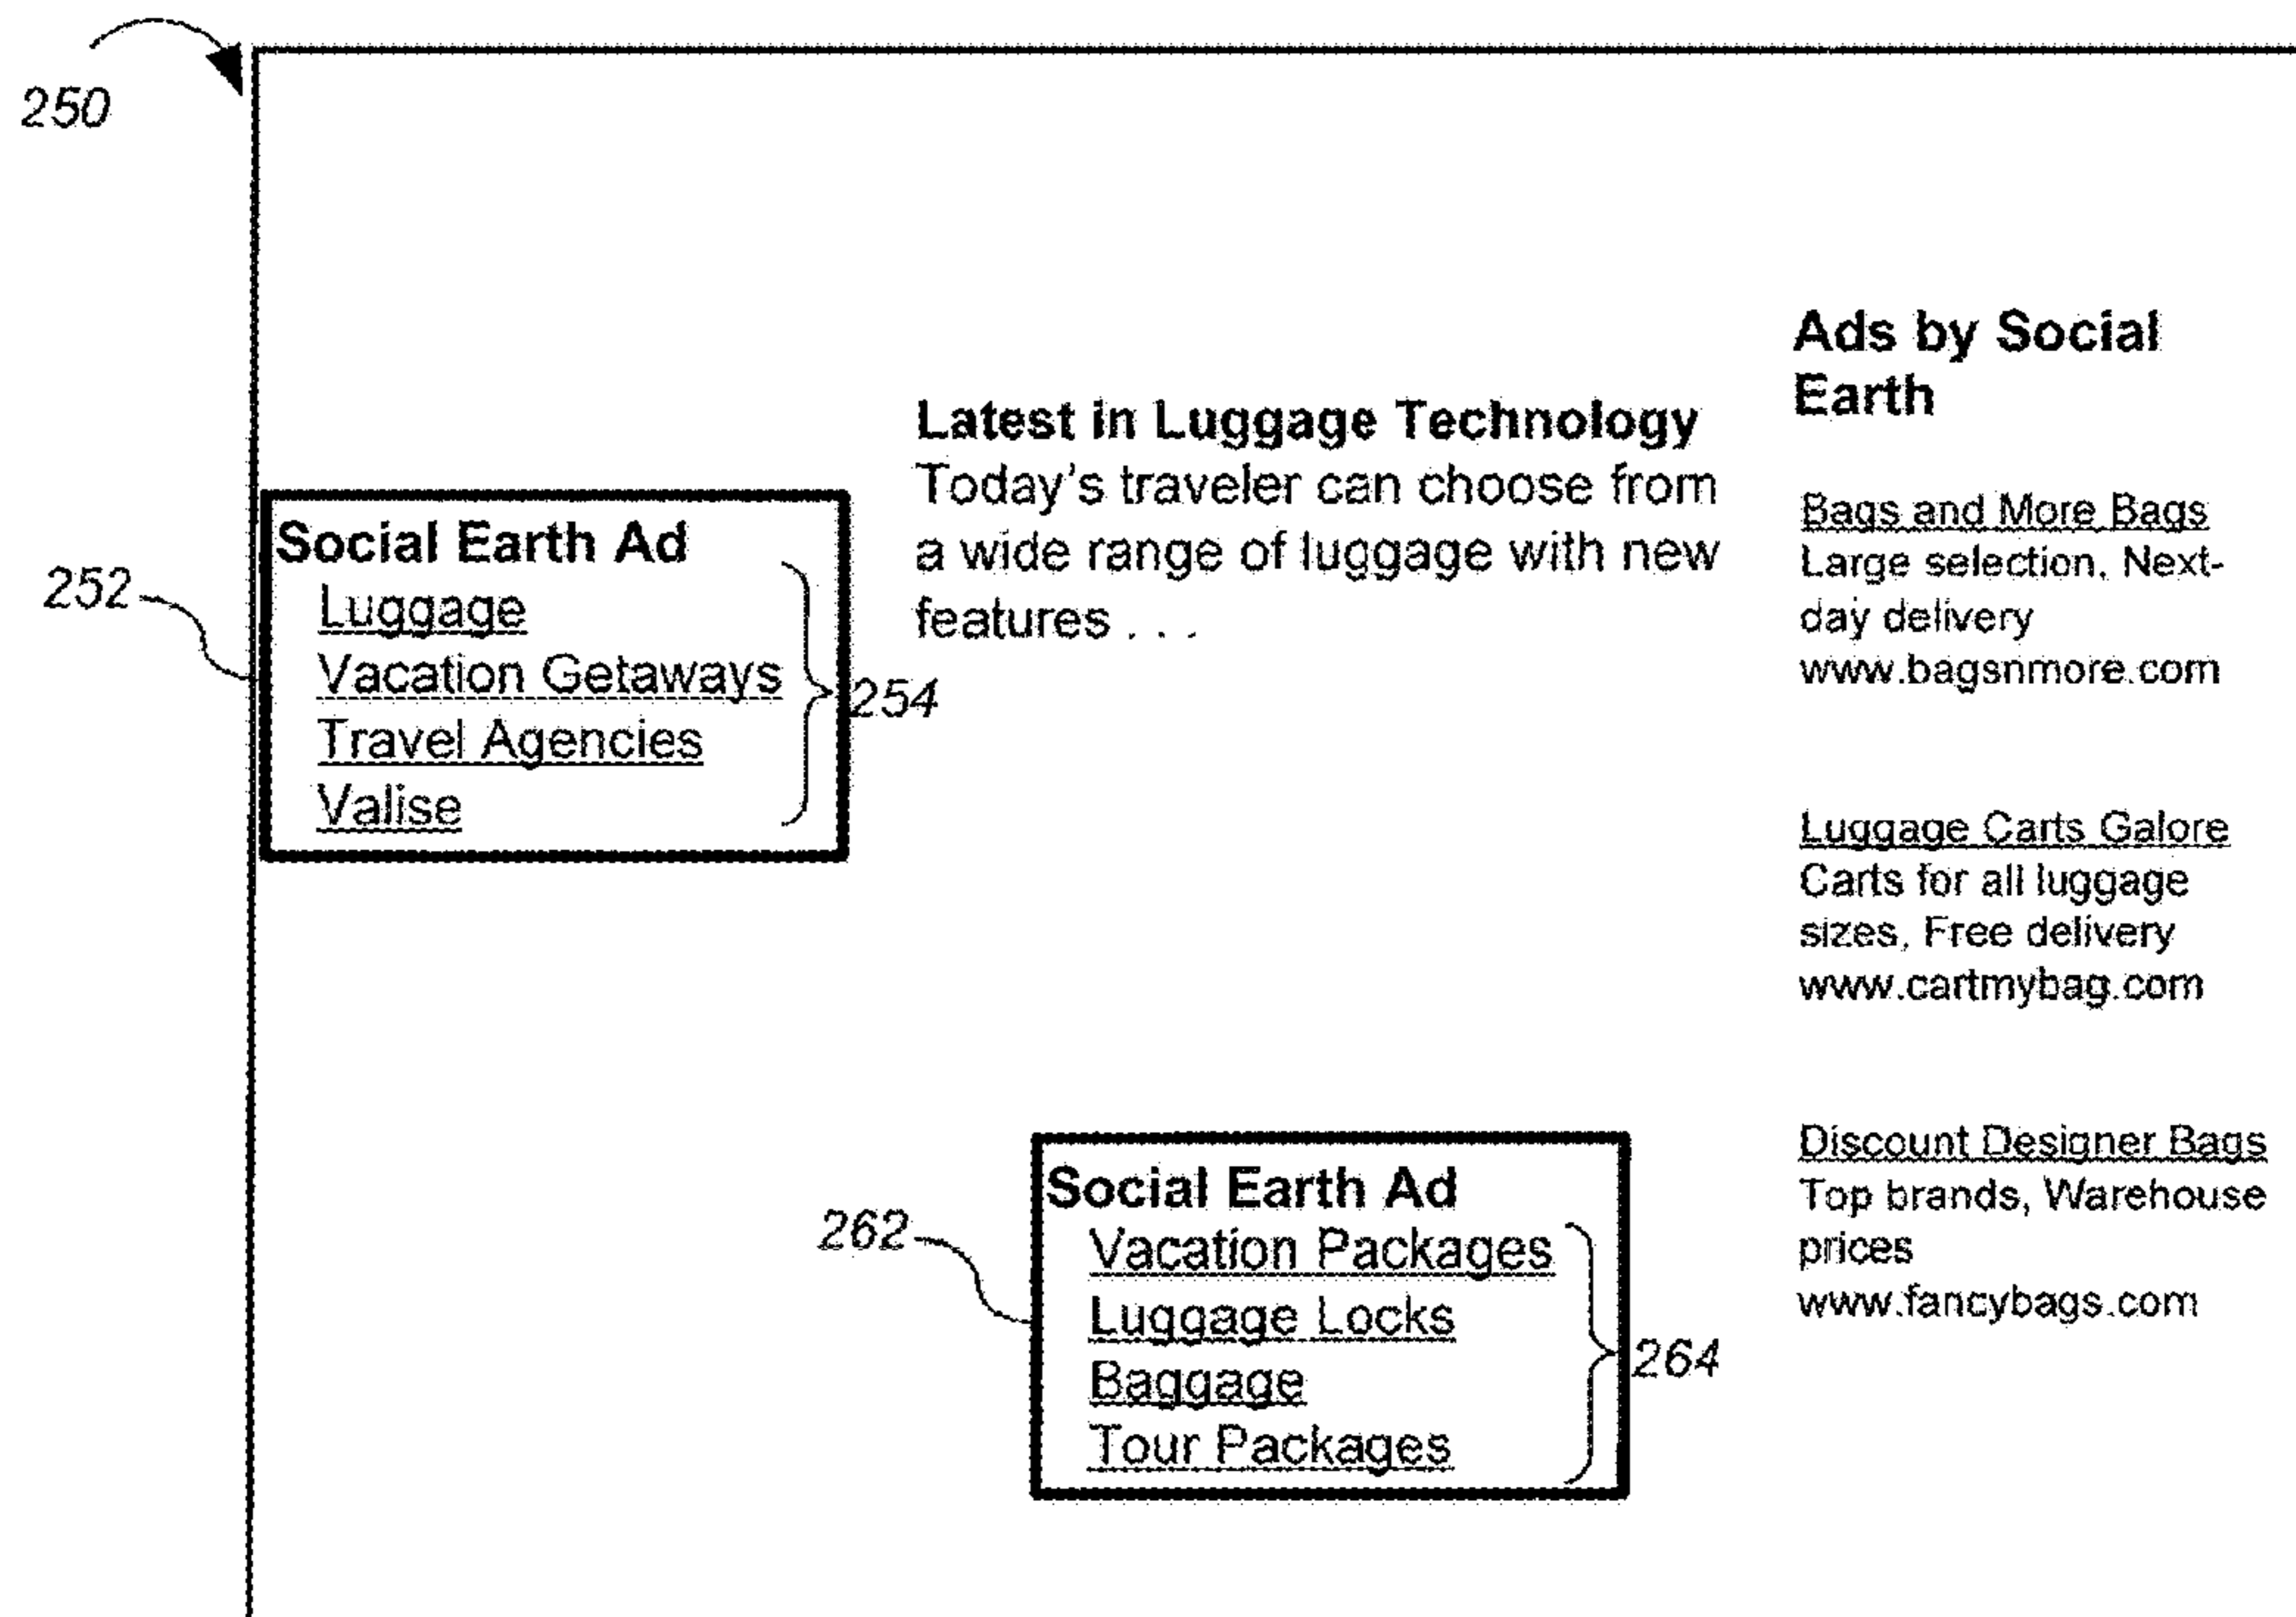 250
252
Social Earth Ad
Luggage
Vacation Getaways
Travel Agencies
Valise
254
Latest in Luggage Technology
Today's traveler can choose from
a wide range of luggage with new
features . . .
262
Social Earth Ad
Vacation Packages
Luggage Locks
Baggage
Tour Packages
264
Ads by Social
Earth
Bags and More Bags
Large selection, Next-
day delivery
www.bagsnmore.com
Luggage Carts Galore
Carts for all luggage
sizes, Free delivery
www.cartmybag.com
Discount Designer Bags
Top brands, Warehouse
prices
www.fancybags.com